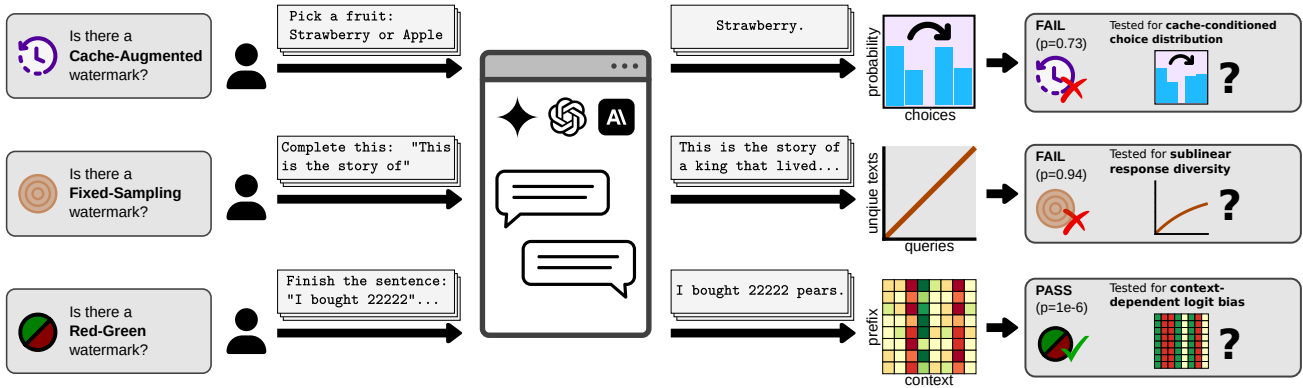 Is there a
Cache-Augmented
watermark?
Pick a fruit:
Strawberry or Apple
Strawberry.
probability
choices
FAIL
(p=0.73)
Tested for cache-conditioned
choice distribution
?
Is there a
Fixed-Sampling
watermark?
Complete this: "This
is the story of"
This is the story of
a king that lived...
unqiue texts
queries
FAIL
(p=0.94)
Tested for sublinear
response diversity
?
Is there a
Red-Green
watermark?
Finish the sentence:
"I bought 22222"...
I bought 22222 pears.
prefix
context
PASS
(p=1e-6)
Tested for context-
dependent logit bias
?
A\